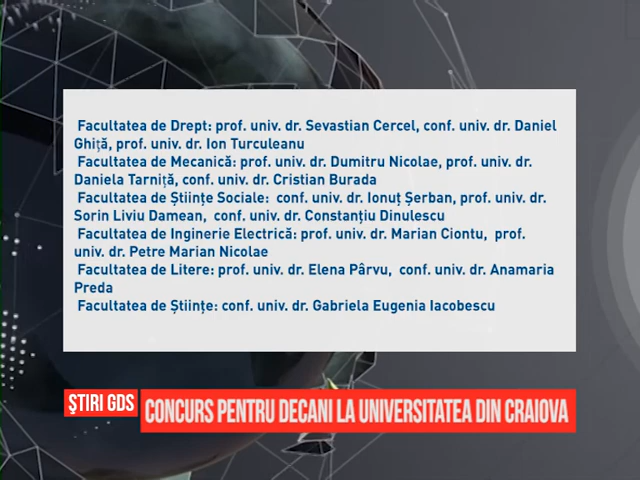 Facultatea de Drept: prof. univ. dr. Sevastian Cercel, conf. univ. dr. Daniel
Ghiță, prof. univ. dr. Ion Turculeanu
Facultatea de Mecanică: prof. univ. dr. Dumitru Nicolae, prof. univ. dr.
Daniela Tarniță, conf. univ. dr. Cristian Burada
Facultatea de Științe Sociale: conf. univ. dr. Ionuț Șerban, prof. univ. dr.
Sorin Liviu Damean, conf. univ. dr. Constanțiu Dinulescu
Facultatea de Inginerie Electrică: prof. univ. dr. Marian Ciontu, prof.
univ. dr. Petre Marian Nicolae
Facultatea de Litere: prof. univ. dr. Elena Pârvu, conf. univ. dr. Anamaria
Preda
Facultatea de Științe: conf. univ. dr. Gabriela Eugenia Iacobescu
ŞTIRI GDS
CONCURS PENTRU DECANI LA UNIVERSITATEA DIN CRAIOVA